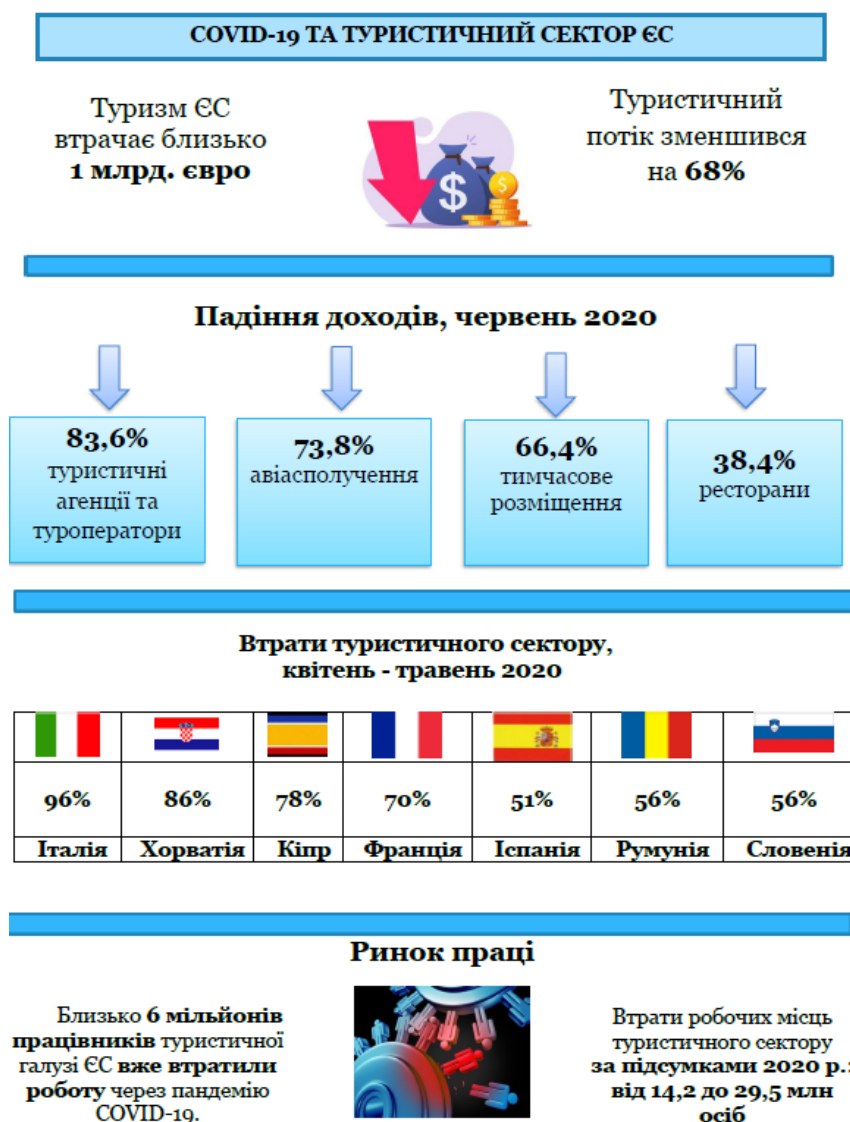 COVID-19 ТА ТУРИСТИЧНИЙ СЕКТОР ЄС
Туризм ЄС
втрачає близько
1 млрд. євро
$
$
Туристичний
потік зменшився
на 68%
Падіння доходів, червень 2020
83,6%
туристичні
агенції та
туроператори
73,8%
авіасполучення
66,4%
тимчасове
розміщення
38,4%
ресторани
Втрати туристичного сектору,
квітень - травень 2020
96% 86% 78% 70% 51% 56% 56%
Італія Хорватія Кіпр Франція Іспанія Румунія Словенія
Ринок праці
Близько 6 мільйонів
працівників туристичної
галузі ЄС вже втратили
роботу через пандемію
COVID-19.
Втрати робочих місць
туристичного сектору
за підсумками 2020 р.:
від 14,2 до 29,5 млн
осіб